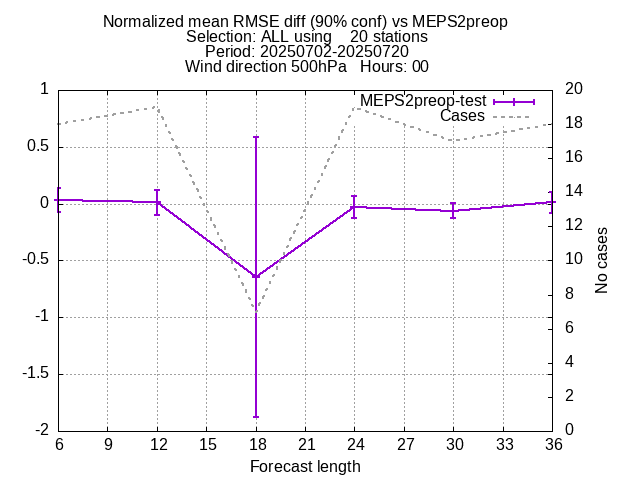 Normalized mean RMSE diff (90% conf) vs MEPS2preop
Selection: ALL using    20 stations
Period: 20250702-20250720
Wind direction 500hPa   Hours: 00
MEPS2preop-test
Cases
1
0.5
0
-0.5
-1
-1.5
-2
20
18
16
14
12
10
8
6
4
2
0
No cases
6 9 12 15 18 21 24 27 30 33 36
Forecast length